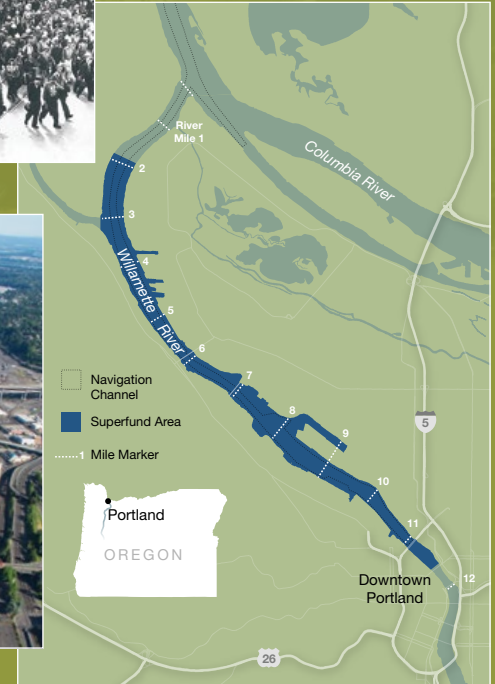 River
Mile 1
Columbia River
2
3
4
Willamette River
5
6
7
8
9
10
11
12
Navigation
Channel
Superfund Area
1 Mile Marker
Portland
OREGON
5
Downtown
Portland
26